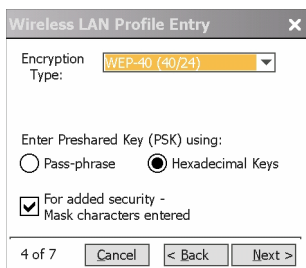 Wireless LAN Profile Entry
Encryption Type:
WEP-40 (40/24)
Enter Preshared Key (PSK) using:
Pass-phrase
Hexadecimal Keys
For added security -
Mask characters entered
4 of 7
Cancel
< Back
Next >